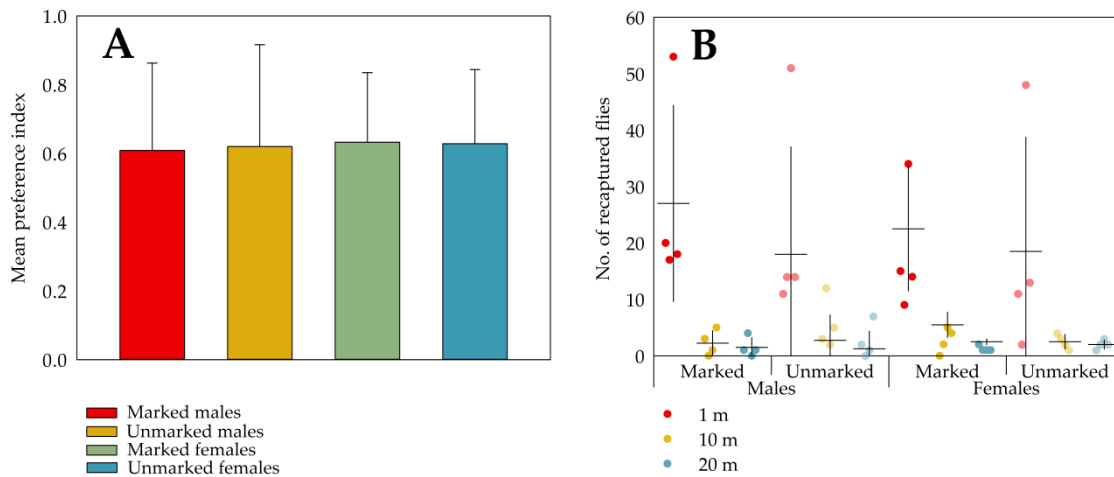 A
Mean preference index
1.0
0.8
0.6
0.4
0.2
0.0
Marked males
Unmarked males
Marked females
Unmarked females
B
No. of recaptured flies
60
50
40
30
20
10
0
Marked Unmarked Marked Unmarked
Males Females
1 m
10 m
20 m